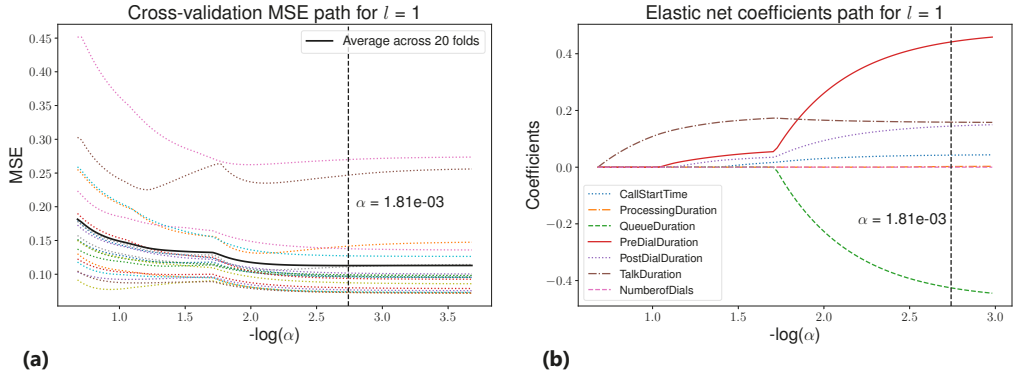 Cross-validation MSE path for l = 1
Average across 20 folds
MSE
0.45
0.40
0.35
0.30
0.25
0.20
0.15
0.10
α = 1.81e-03
1.0 1.5 2.0 2.5 3.0 3.5
-log(α)
(a)
Elastic net coefficients path for l = 1
Coefficients
0.4
0.2
0.0
−0.2
−0.4
CallStartTime
ProcessingDuration
QueueDuration
PreDialDuration
PostDialDuration
TalkDuration
NumberofDials
α = 1.81e-03
1.0 1.5 2.0 2.5 3.0
-log(α)
(b)